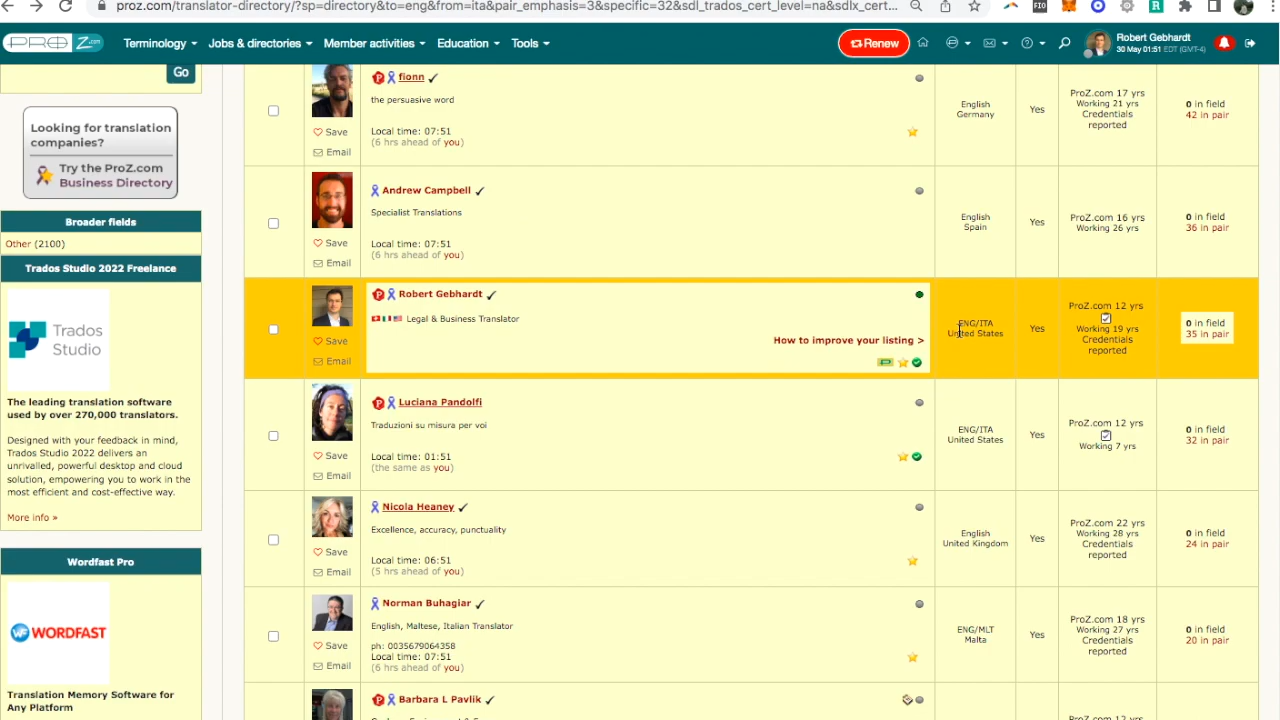 proz.com/translator-directory/?sp=directory&to=eng&from=ita&pair_emphasis=3&specific=32&sdl_trados_cert_level=na&sdlx_cert...
PROZ.com
Terminology
Jobs & directories
Member activities
Education
Tools
Renew
Robert Gebhardt
30 May 01:51 EDT (GMT-4)
Go
Looking for translation
companies?
Try the ProZ.com
Business Directory
Broader fields
Other (2100)
Trados Studio 2022 Freelance
Trados
Studio
The leading translation software
used by over 270,000 translators.
Designed with your feedback in mind,
Trados Studio 2022 delivers an
unrivalled, powerful desktop and cloud
solution, empowering you to work in the
most efficient and cost-effective way.
More info »
Wordfast Pro
WORDFAST
Translation Memory Software for
Any Platform
fionn
the persuasive word
Save
Local time: 07:51
(6 hrs ahead of you)
Email
English
Germany
Yes
ProZ.com 17 yrs
Working 21 yrs
Credentials
reported
0 in field
42 in pair
Andrew Campbell
Specialist Translations
Save
Local time: 07:51
(6 hrs ahead of you)
Email
English
Spain
Yes
ProZ.com 16 yrs
Working 26 yrs
0 in field
36 in pair
Robert Gebhardt
Legal & Business Translator
Save
How to improve your listing >
Email
ENG/ITA
United States
Yes
ProZ.com 12 yrs
Working 19 yrs
Credentials
reported
0 in field
35 in pair
Luciana Pandolfi
Traduzioni su misura per voi
Save
Local time: 01:51
(the same as you)
Email
ENG/ITA
United States
Yes
ProZ.com 12 yrs
Working 7 yrs
0 in field
32 in pair
Nicola Heaney
Excellence, accuracy, punctuality
Save
Local time: 06:51
(5 hrs ahead of you)
Email
English
United Kingdom
Yes
ProZ.com 22 yrs
Working 28 yrs
Credentials
reported
0 in field
24 in pair
Norman Buhagiar
English, Maltese, Italian Translator
ph: 0035679064358
Save
Local time: 07:51
(6 hrs ahead of you)
Email
ENG/MLT
Malta
Yes
ProZ.com 18 yrs
Working 27 yrs
Credentials
reported
0 in field
20 in pair
Barbara L Pavlik